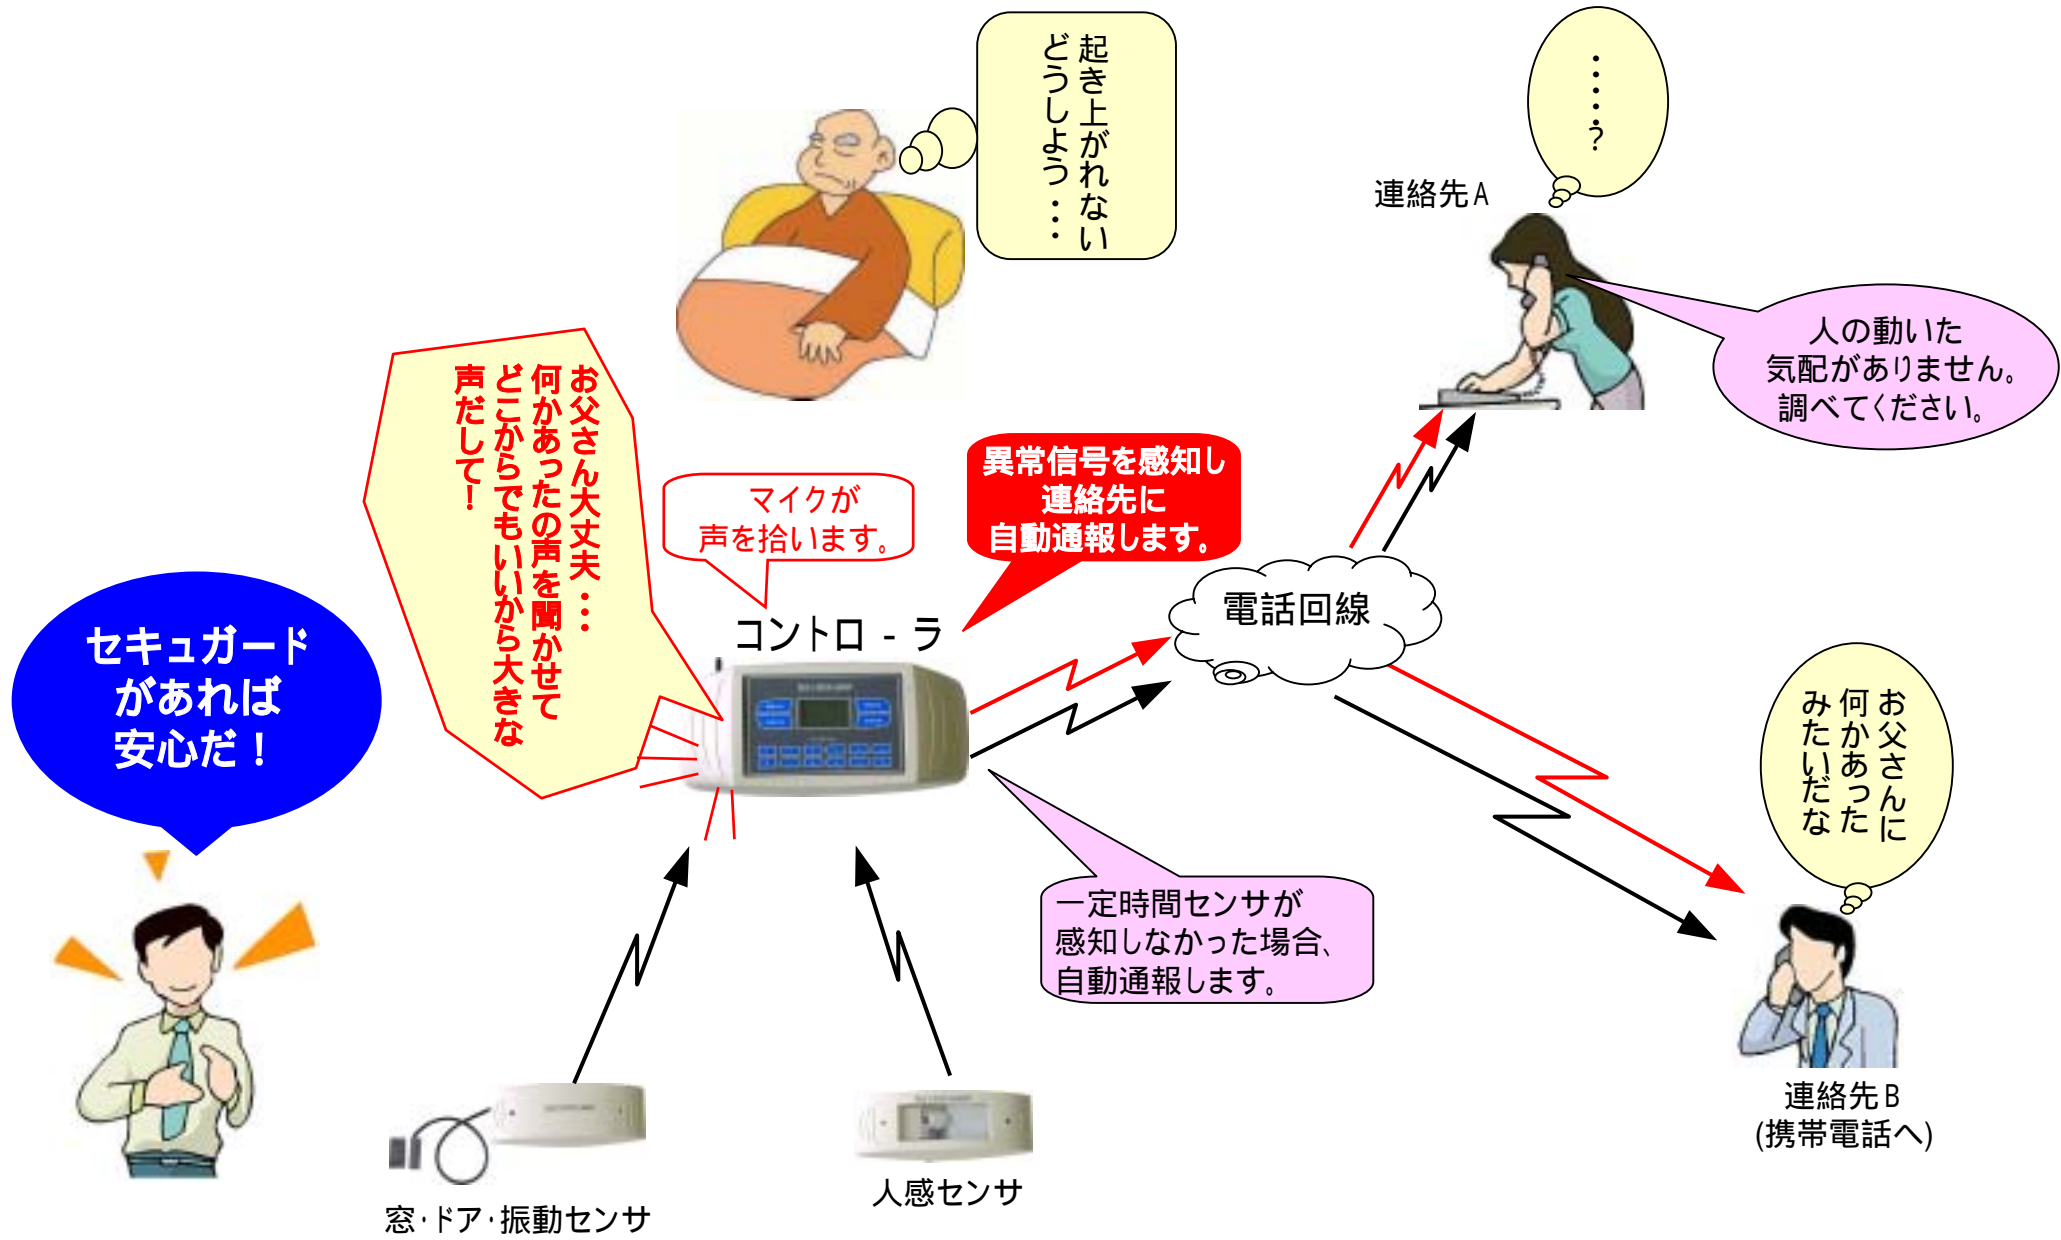 起き上がれない
どうしよう・・・
・・・・・?
連絡先A
人の動いた
気配がありません。
調べてください。
お父さん大丈夫・・・
何かあったの声を聞かせて
どこからでもいいから大きな
声だして!
マイクが
声を拾います。
異常信号を感知し
連絡先に
自動通報します。
コントロ-ラ
電話回線
セキュガード
があれば
安心だ!
お父さんに
何かあった
みたいだな
一定時間センサが
感知しなかった場合、
自動通報します。
連絡先B
(携帯電話へ)
窓・ドア・振動センサ
人感センサ